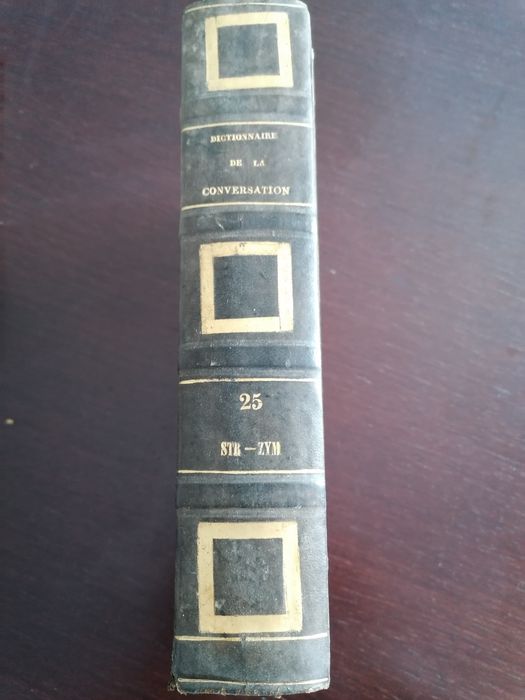 DICTIONNAIRE
DE LA
CONVERSATION
25
STR — ZYM